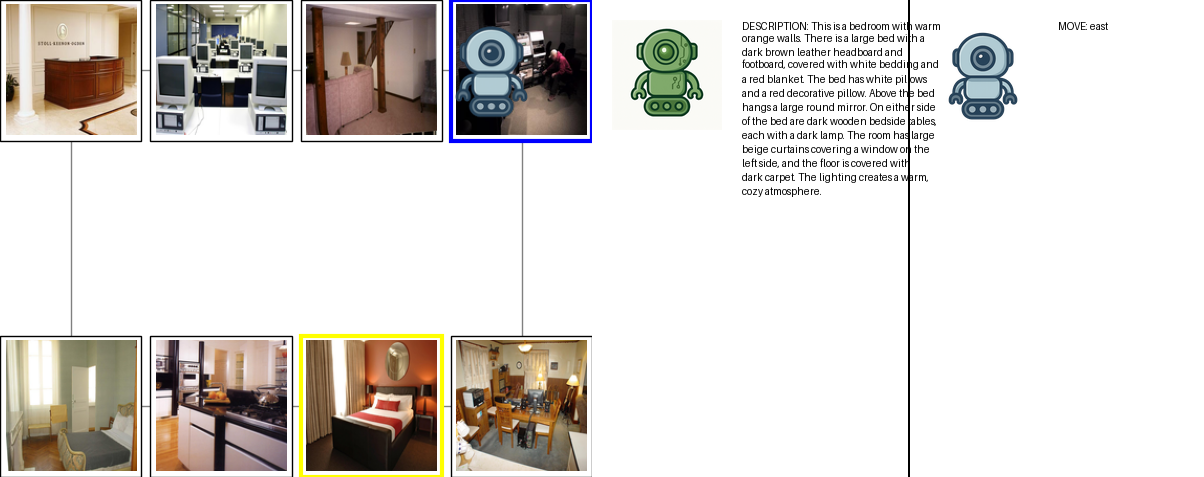 DESCRIPTION: This is a bedroom with warm
orange walls. There is a large bed with a
dark brown leather headboard and
footboard, covered with white bedding and
a red blanket. The bed has white pillows
and a red decorative pillow. Above the bed
hangs a large round mirror. On either side
of the bed are dark wooden bedside tables,
each with a dark lamp. The room has large
beige curtains covering a window on the
left side, and the floor is covered with
dark carpet. The lighting creates a warm,
cozy atmosphere.
MOVE: east